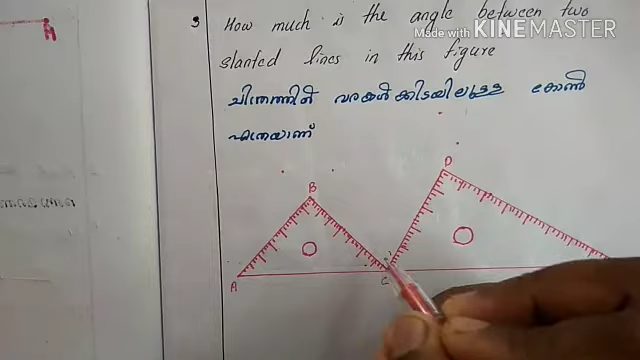 3 How much is the angle between two
Made with KINEMASTER
slanted lines in this figure
ചിത്രത്തിൽ വരകൾക്കിടയിലുള്ള കോൺ
എത്രയാണ്
D
B
A
C
A